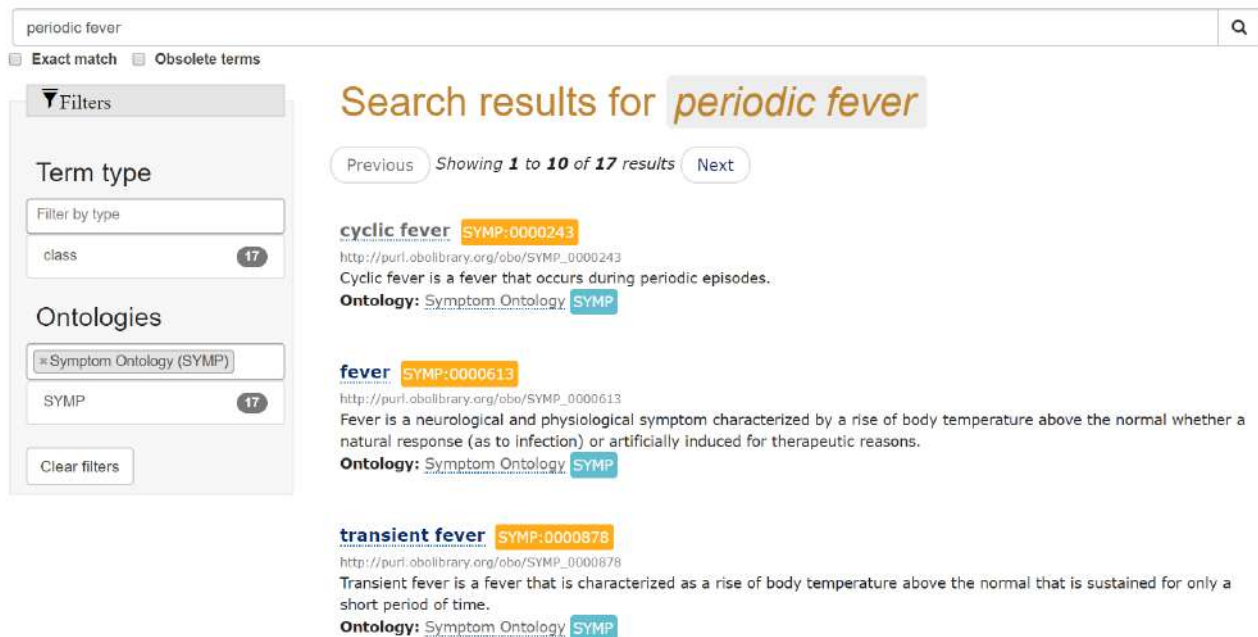 periodic fever
Exact match Obsolete terms
Filters
Search results for periodic fever
Previous Showing 1 to 10 of 17 results Next
Term type
Filter by type
class 17
Ontologies
×Symptom Ontology (SYMP)
SYMP 17
Clear filters
cyclic fever SYMP:0000243
http://purl.obolibrary.org/obo/SYMP_0000243
Cyclic fever is a fever that occurs during periodic episodes.
Ontology: Symptom Ontology SYMP
fever SYMP:0000613
http://purl.obolibrary.org/obo/SYMP_0000613
Fever is a neurological and physiological symptom characterized by a rise of body temperature above the normal whether a
natural response (as to infection) or artificially induced for therapeutic reasons.
Ontology: Symptom Ontology SYMP
transient fever SYMP:0000878
http://purl.obolibrary.org/obo/SYMP_0000878
Transient fever is a fever that is characterized as a rise of body temperature above the normal that is sustained for only a
short period of time.
Ontology: Symptom Ontology SYMP